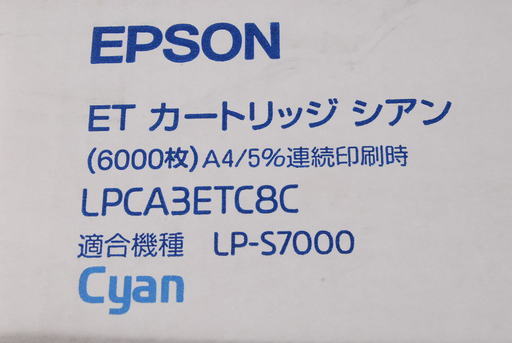 EPSON
ET カートリッジ シアン
(6000枚) A4/5%連続印刷時
LPCA3ETC8C
適合機種 LP-S7000
Cyan